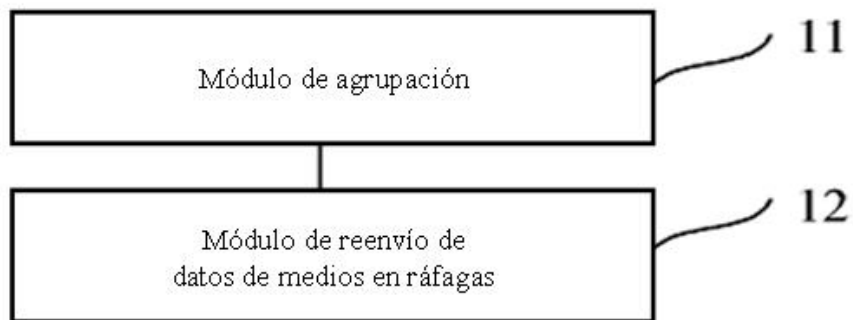 Módulo de agrupación
11
Módulo de reenvío de
datos de medios en ráfagas
12